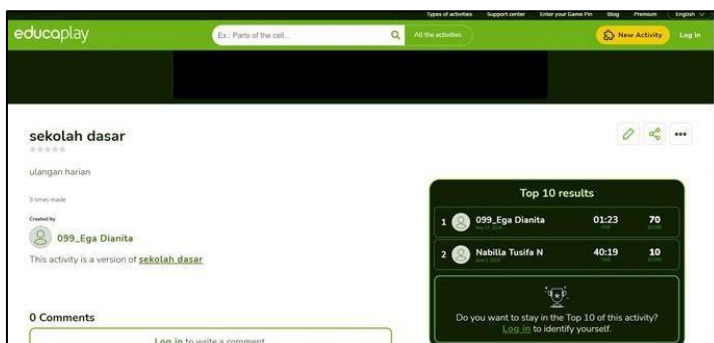 Types of activities Support center Enter your Game Pin Blog Premium English
educaplay Ex.: Parts of the cell... All the activities New Activity Log in
sekolah dasar
ulangan harian
3 times made
Created by
099_Ega Dianita
This activity is a version of sekolah dasar
0 Comments
Log in to write a comment
Top 10 results
1 099_Ega Dianita 01:23 70
TIME SCORE
2 Nabilla Tusifa N 40:19 10
TIME SCORE
Do you want to stay in the Top 10 of this activity?
Log in to identify yourself.